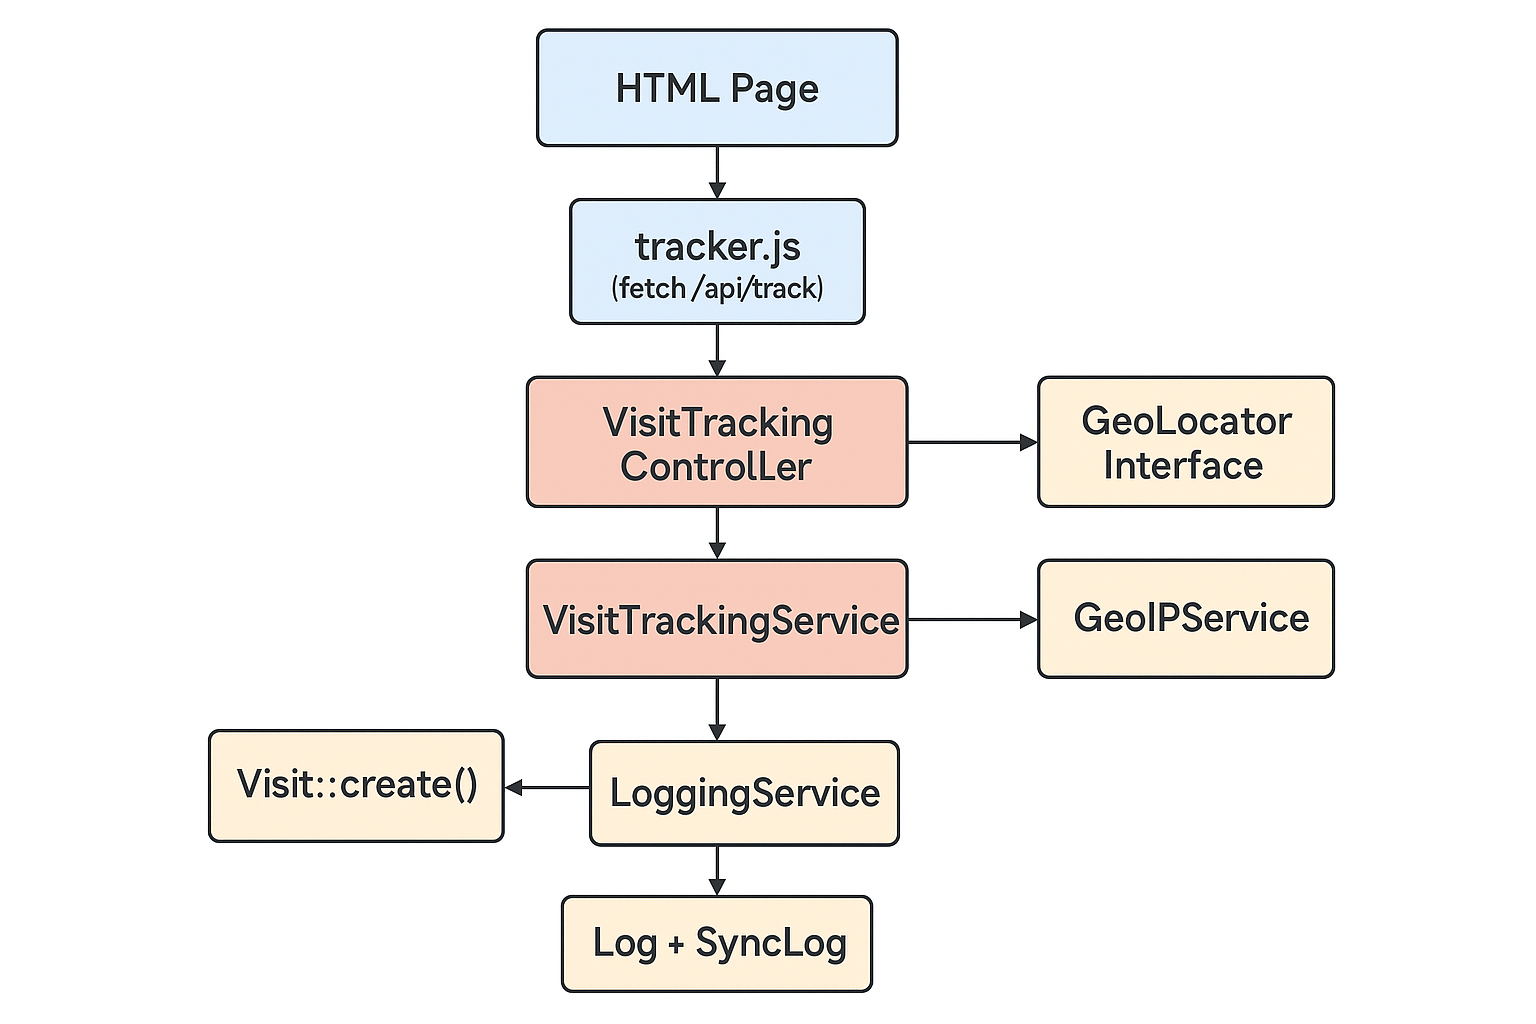 HTML Page
tracker.js
(fetch /api/track)
VisitTracking
ControlLer
GeoLocator
Interface
VisitTrackingService
GeoIPService
Visit::create()
LoggingService
Log + SyncLog